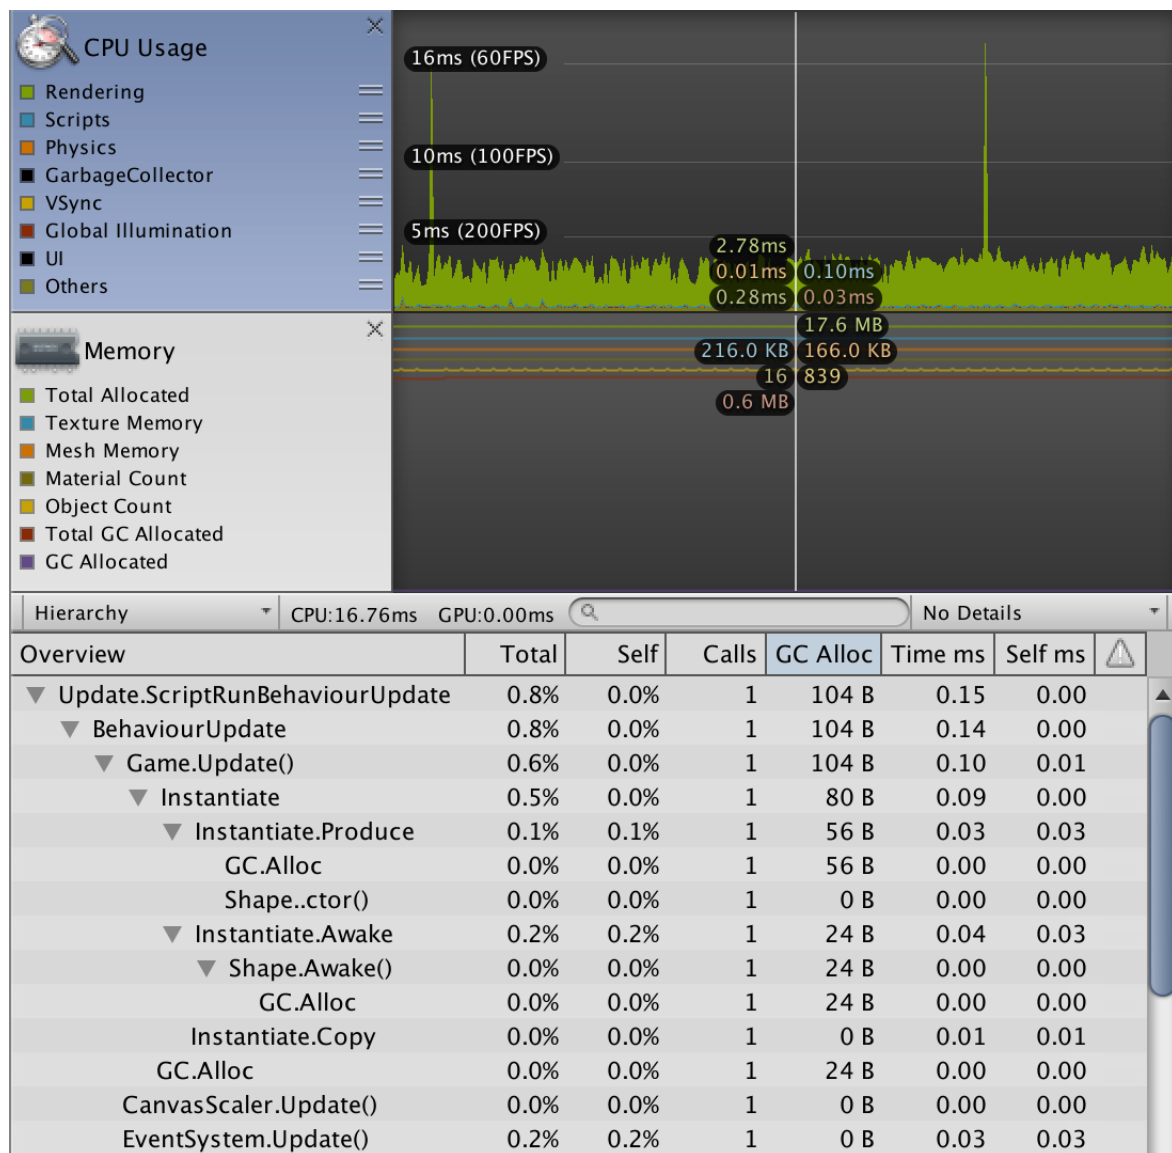 CPU Usage
Rendering
Scripts
Physics
GarbageCollector
VSync
Global Illumination
UI
Others
16ms (60FPS)
10ms (100FPS)
5ms (200FPS)
2.78ms
0.01ms 0.10ms
0.28ms 0.03ms
Memory
Total Allocated
Texture Memory
Mesh Memory
Material Count
Object Count
Total GC Allocated
GC Allocated
17.6 MB
216.0 KB 166.0 KB
16 839
0.6 MB
Hierarchy CPU:16.76ms GPU:0.00ms No Details
Overview Total Self Calls GC Alloc Time ms Self ms
Update.ScriptRunBehaviourUpdate 0.8% 0.0% 1 104 B 0.15 0.00
BehaviourUpdate 0.8% 0.0% 1 104 B 0.14 0.00
Game.Update() 0.6% 0.0% 1 104 B 0.10 0.01
Instantiate 0.5% 0.0% 1 80 B 0.09 0.00
Instantiate.Produce 0.1% 0.1% 1 56 B 0.03 0.03
GC.Alloc 0.0% 0.0% 1 56 B 0.00 0.00
Shape..ctor() 0.0% 0.0% 1 0 B 0.00 0.00
Instantiate.Awake 0.2% 0.2% 1 24 B 0.04 0.03
Shape.Awake() 0.0% 0.0% 1 24 B 0.00 0.00
GC.Alloc 0.0% 0.0% 1 24 B 0.00 0.00
Instantiate.Copy 0.0% 0.0% 1 0 B 0.01 0.01
GC.Alloc 0.0% 0.0% 1 24 B 0.00 0.00
CanvasScaler.Update() 0.0% 0.0% 1 0 B 0.00 0.00
EventSystem.Update() 0.2% 0.2% 1 0 B 0.03 0.03